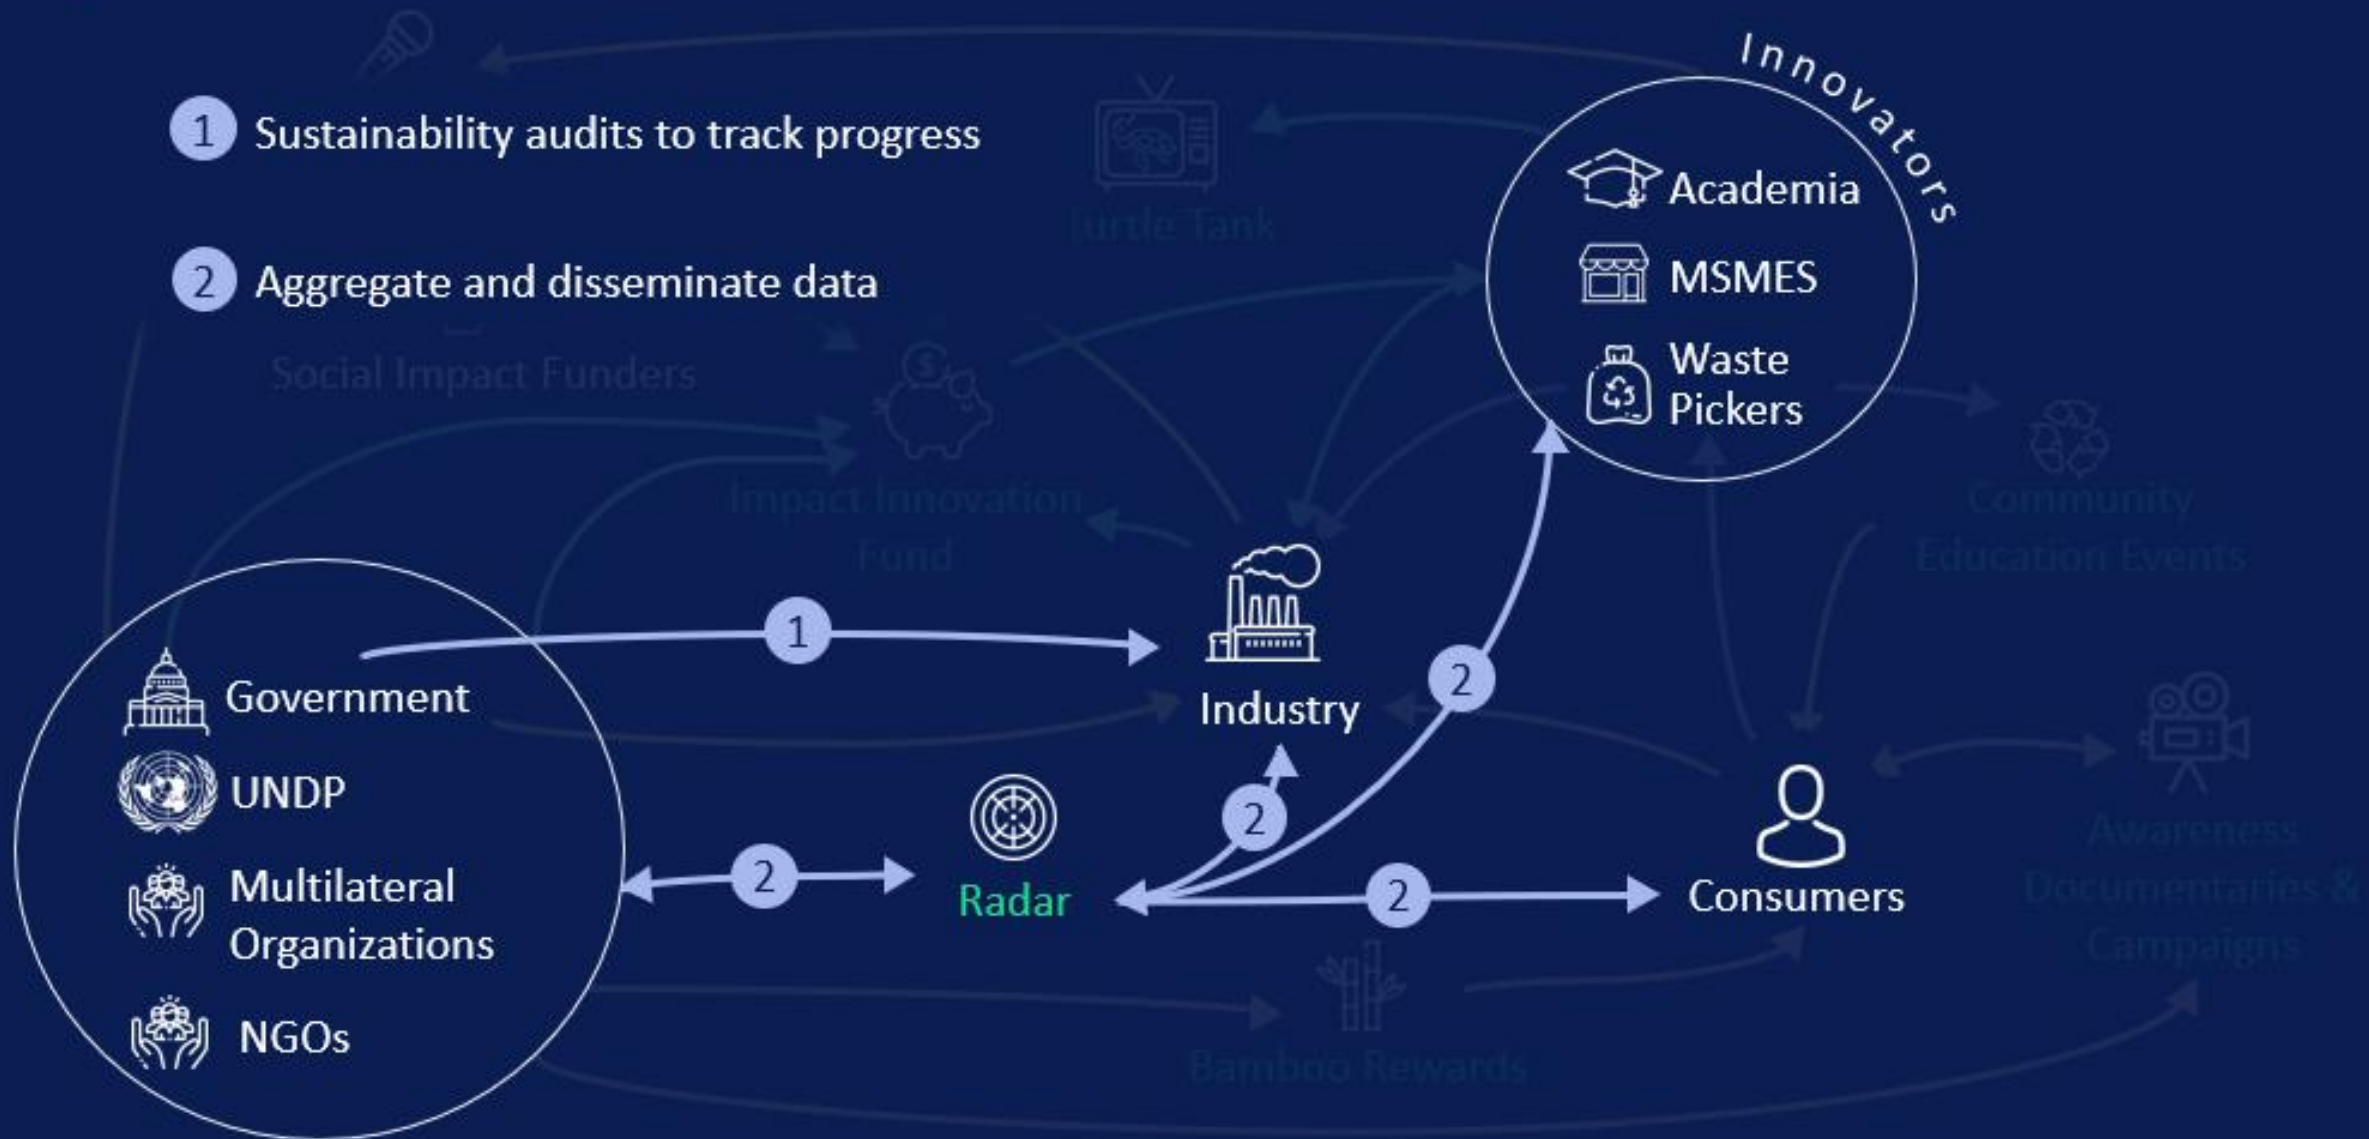 Innovators
1 Sustainability audits to track progress
Academia
Turtle Tank
2 Aggregate and disseminate data
MSMES
Social Impact Funders
Waste
Pickers
Impact Innovation
Fund
Community
Education Events
1
Government
Industry
2
UNDP
2
Multilateral
Organizations
2
Radar
2
Consumers
Awareness
Documentaries &
Campaigns
NGOs
Bamboo Rewards